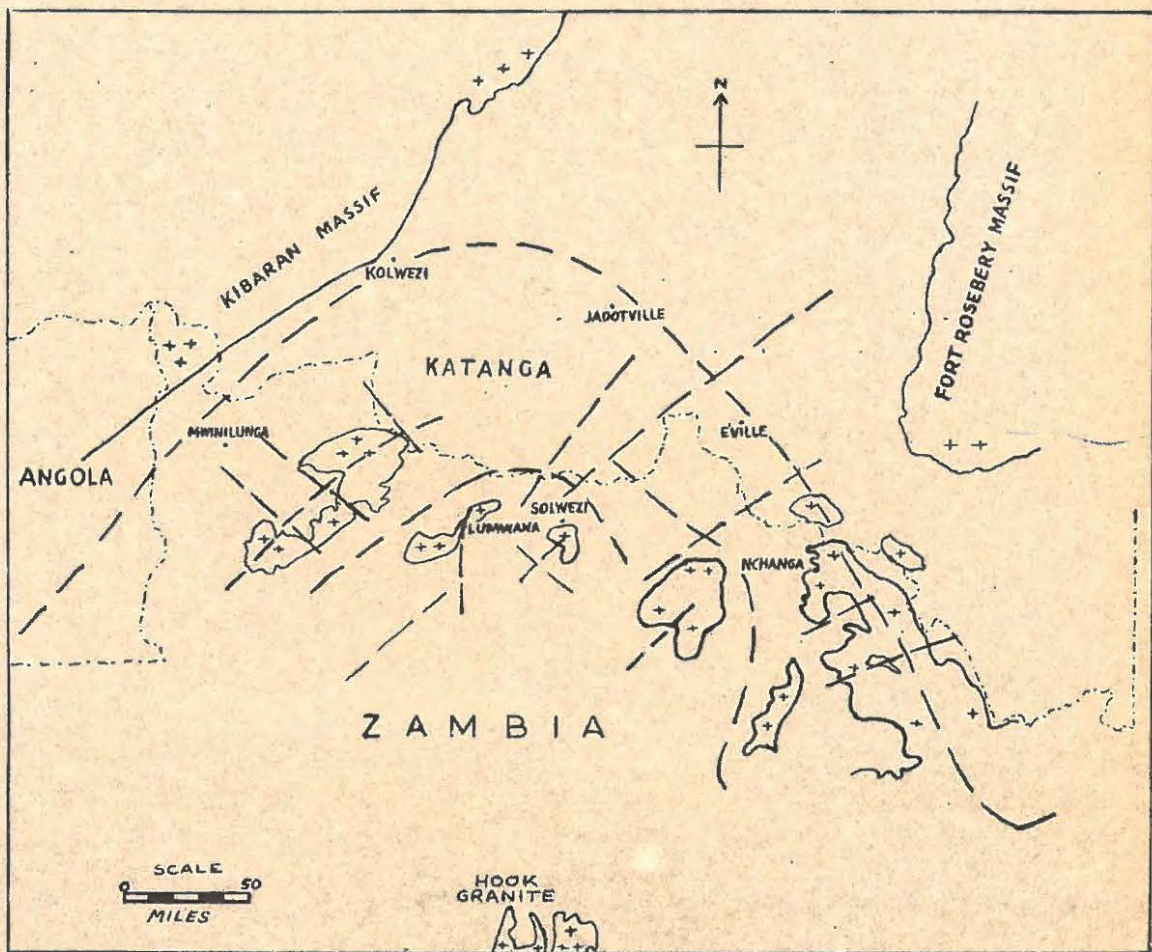 N
KIBARAN MASSIF
FORT ROSEBERY MASSIF
KOLWEZI
JADOTVILLE
KATANGA
MWINILUNGA
E'VILLE
ANGOLA
SOLWEZI
LUMWANA
NCHANGA
ZAMBIA
SCALE
0 50
MILES
HOOK
GRANITE